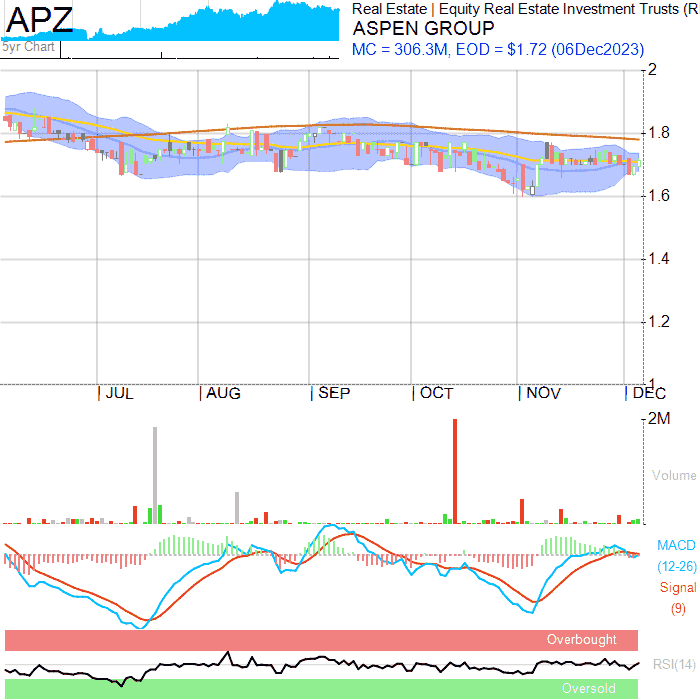 APZ
5yr Chart
Real Estate | Equity Real Estate Investment Trusts (R
ASPEN GROUP
MC = 306.3M, EOD = $1.72 (06Dec2023)
2
1.8
1.6
1.4
1.2
1
|JUL |AUG |SEP |OCT |NOV |DEC
2M
Volume
MACD
(12-26)
Signal
(9)
Overbought
RSI(14)
Oversold